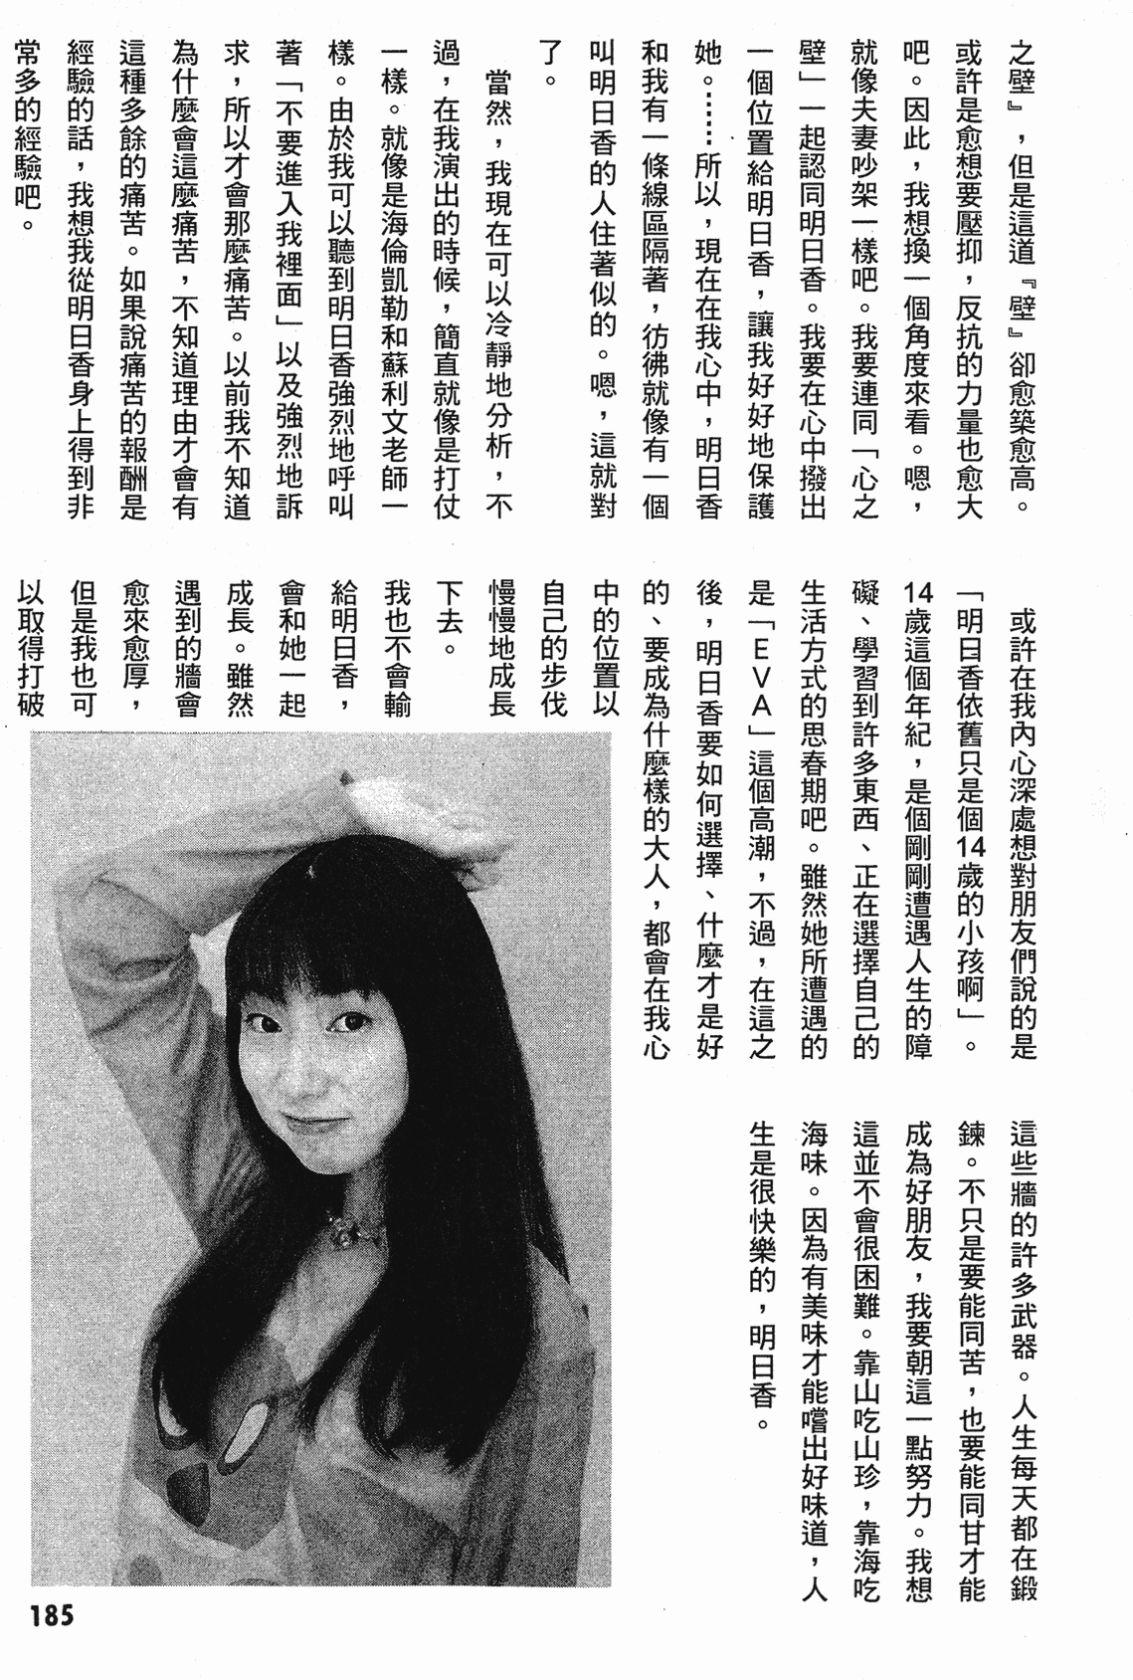 之壁』，但是這道『壁』卻愈築愈高。
或許是愈想要壓抑，反抗的力量也愈大
吧。因此，我想換一個角度來看。嗯，
就像夫妻吵架一樣吧。我要連同「心之
壁」一起認同明日香。我要在心中撥出
一個位置給明日香，讓我好好地保護
她。……所以，現在在我心中，明日香
和我有一條線區隔著，彷彿就像有一個
叫明日香的人住著似的。嗯，這就對
了。
當然，我現在可以冷靜地分析，不
過，在我演出的時候，簡直就像是打仗
一樣。就像是海倫凱勒和蘇利文老師一
樣。由於我可以聽到明日香強烈地呼叫
著「不要進入我裡面」以及強烈地訴
求，所以才會那麼痛苦。以前我不知道
為什麼會這麼痛苦，不知道理由才會有
這種多餘的痛苦。如果說痛苦的報酬是
經驗的話，我想我從明日香身上得到非
常多的經驗吧。
或許在我內心深處想對朋友們說的是
「明日香依舊只是個14歲的小孩啊」。
14歲這個年紀，是個剛剛遭遇人生的障
礙、學習到許多東西、正在選擇自己的
生活方式的思春期吧。雖然她所遭遇的
是「EVA」這個高潮，不過，在這之
後，明日香要如何選擇、什麼才是好
的、要成為什麼樣的大人，都會在我心
中的位置以
自己的步伐
慢慢地成長
下去。
我也不會輸
給明日香，
會和她一起
成長。雖然
遇到的牆會
愈來愈厚，
但是我也可
以取得打破
這些牆的許多武器。人生每天都在鍛
鍊。不只是要能同苦，也要能同甘才能
成為好朋友，我要朝這一點努力。我想
這並不會很困難。靠山吃山珍，靠海吃
海味。因為有美味才能嚐出好味道，人
生是很快樂的，明日香。
185